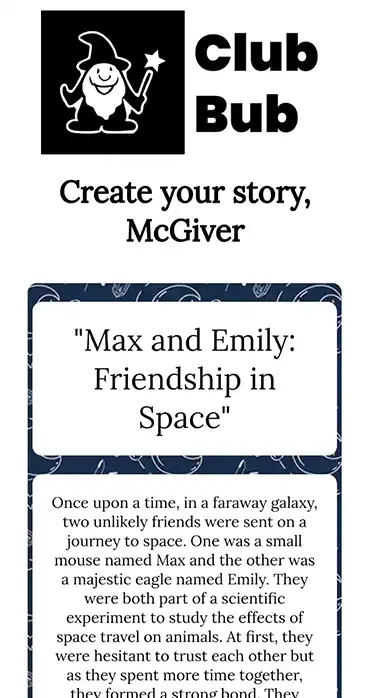 Club
Bub
Create your story,
McGiver
"Max and Emily:
Friendship in
Space"
Once upon a time, in a faraway galaxy,
two unlikely friends were sent on a
journey to space. One was a small
mouse named Max and the other was
a majestic eagle named Emily. They
were both part of a scientific
experiment to study the effects of
space travel on animals. At first, they
were hesitant to trust each other but
as they spent more time together,
they formed a strong bond. They